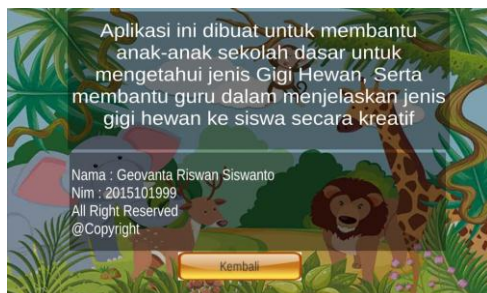 Aplikasi ini dibuat untuk membantu
anak-anak sekolah dasar untuk
mengetahui jenis Gigi Hewan, Serta
membantu guru dalam menjelaskan jenis
gigi hewan ke siswa secara kreatif
Nama : Geovanta Riswan Siswanto
Nim : 2015101999
All Right Reserved
@Copyright
Kembali